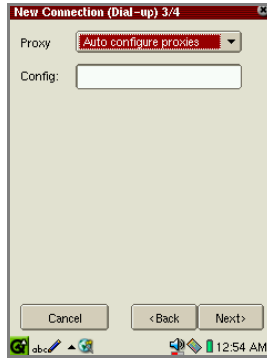 New Connection (Dial-up) 3/4
Proxy Auto configure proxies
Config:
Cancel <Back Next>
abc 12:54 AM